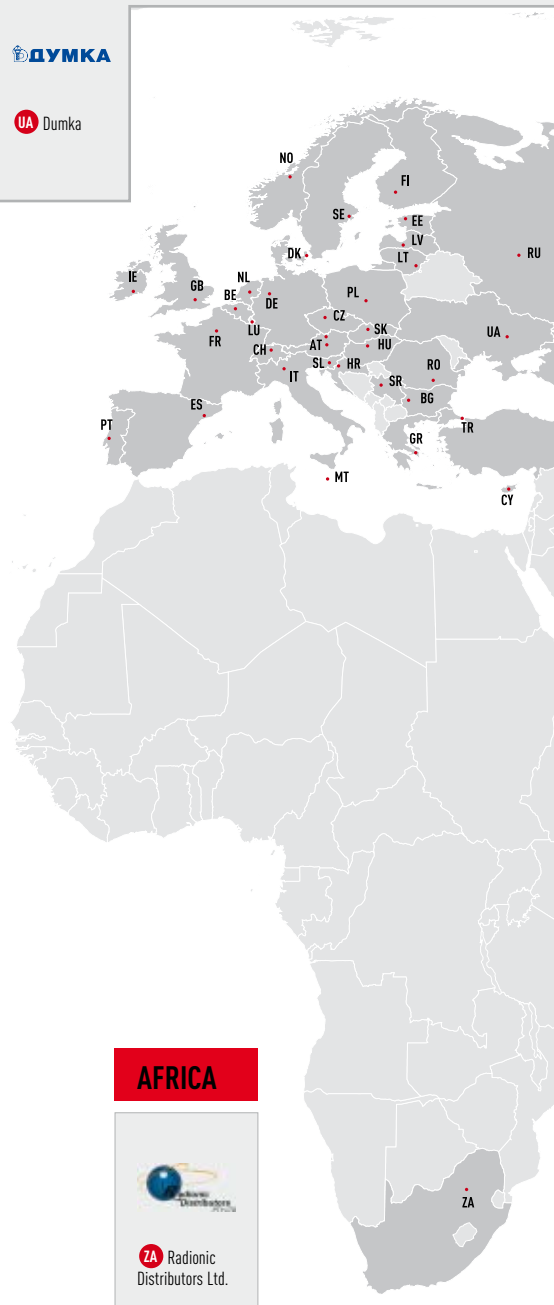 ДУМКА
UA Dumka
NO
FI
SE
EE
LV
DK
LT
RU
IE
GB
NL
BE
DE
PL
LU
CZ
FR
SK
UA
CH
AT
HU
SL
HR
RO
IT
SR
BG
ES
PT
TR
GR
MT
CY
AFRICA
Radionic
Distributors
ZA
ZA Radionic
Distributors Ltd.